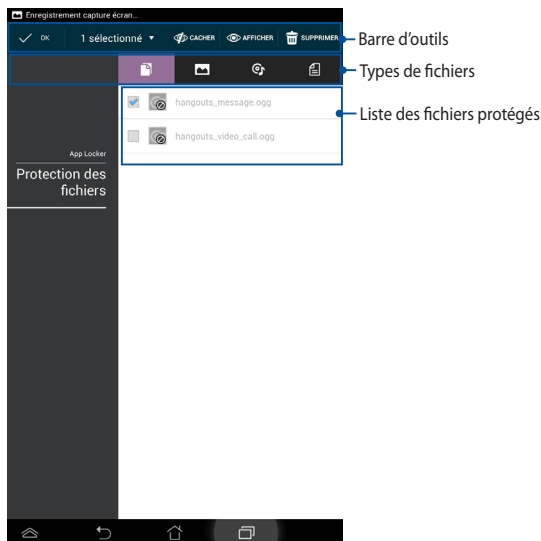 Enregistrement capture écran...
OK 1 sélectionné CACHER AFFICHER SUPPRIMER
Barre d'outils
Types de fichiers
hangouts_message.ogg
Liste des fichiers protégés
hangouts_video_call.ogg
App Locker
Protection des
fichiers